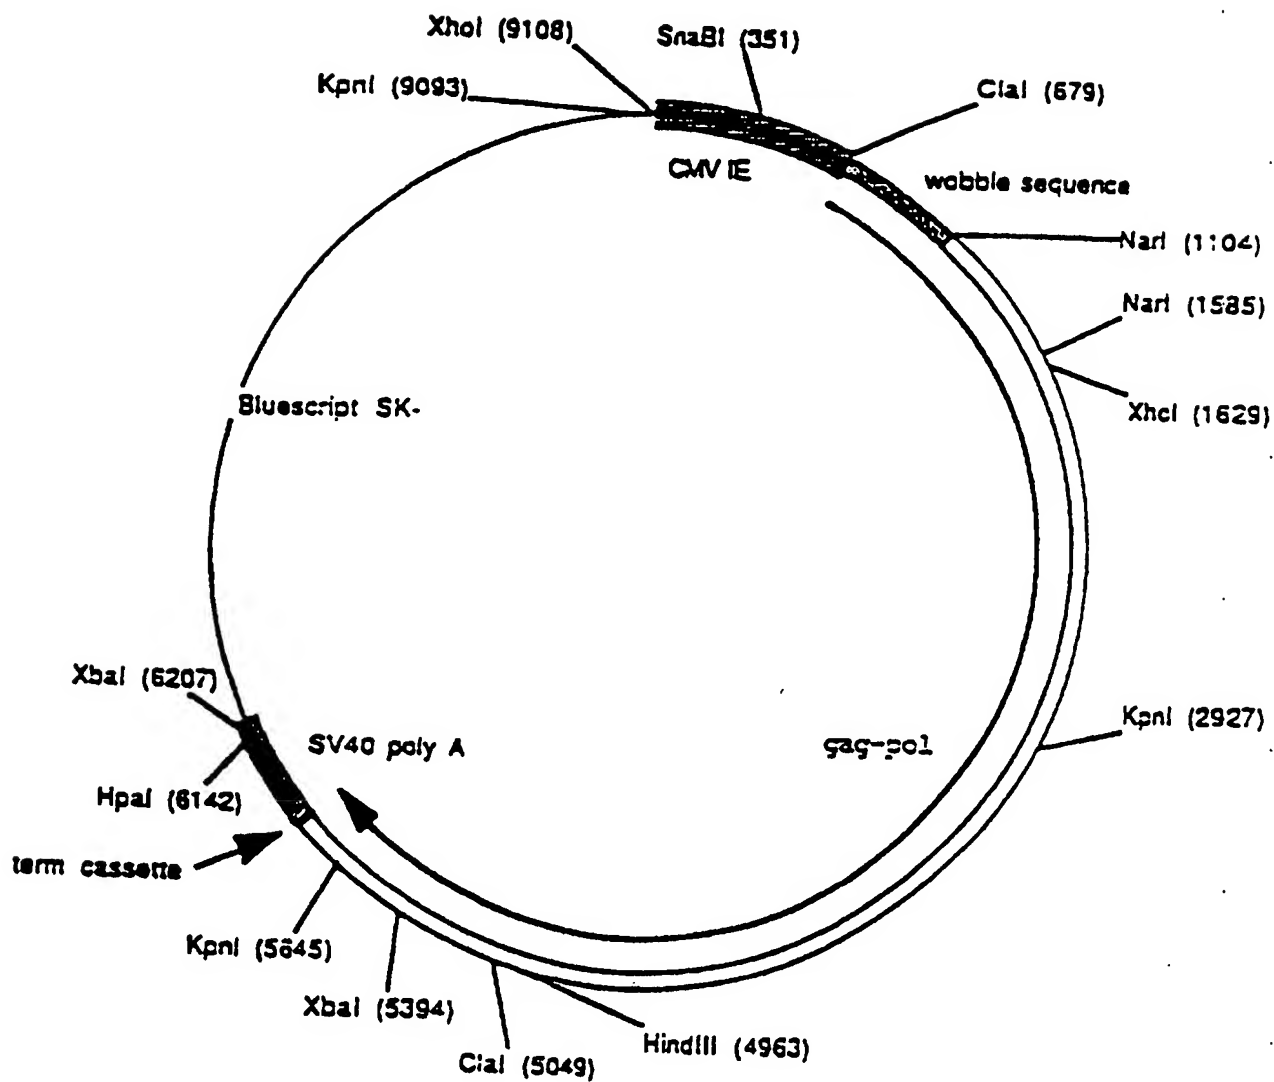 XhoI (9108)
SnaBI (351)
KpnI (9093)
ClaI (679)
CMV IE
wobble sequence
NarI (1104)
NarI (1585)
XhoI (1629)
Bluescript SK-
XbaI (6207)
KpnI (2927)
SV40 poly A
gag-pol
HpaI (6142)
term cassette
KpnI (5645)
XbaI (5394)
HindIII (4963)
ClaI (5049)